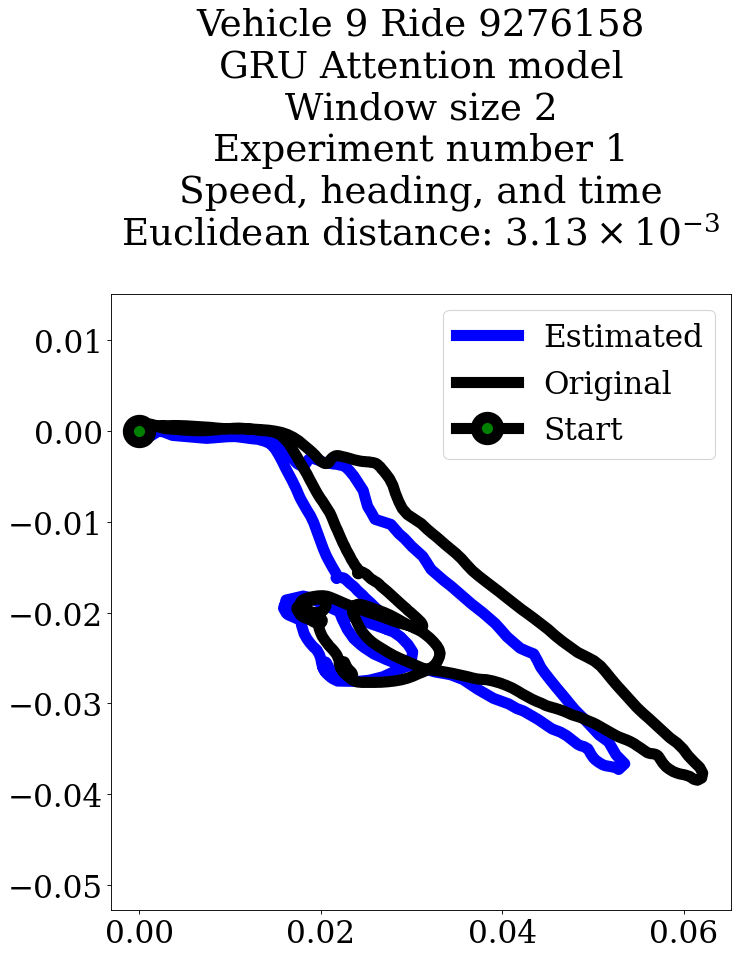 Vehicle 9 Ride 9276158
GRU Attention model
Window size 2
Experiment number 1
Speed, heading, and time
Euclidean distance: 3.13 × 10⁻³
Estimated
Original
Start
0.01
0.00
−0.01
−0.02
−0.03
−0.04
−0.05
0.00 0.02 0.04 0.06